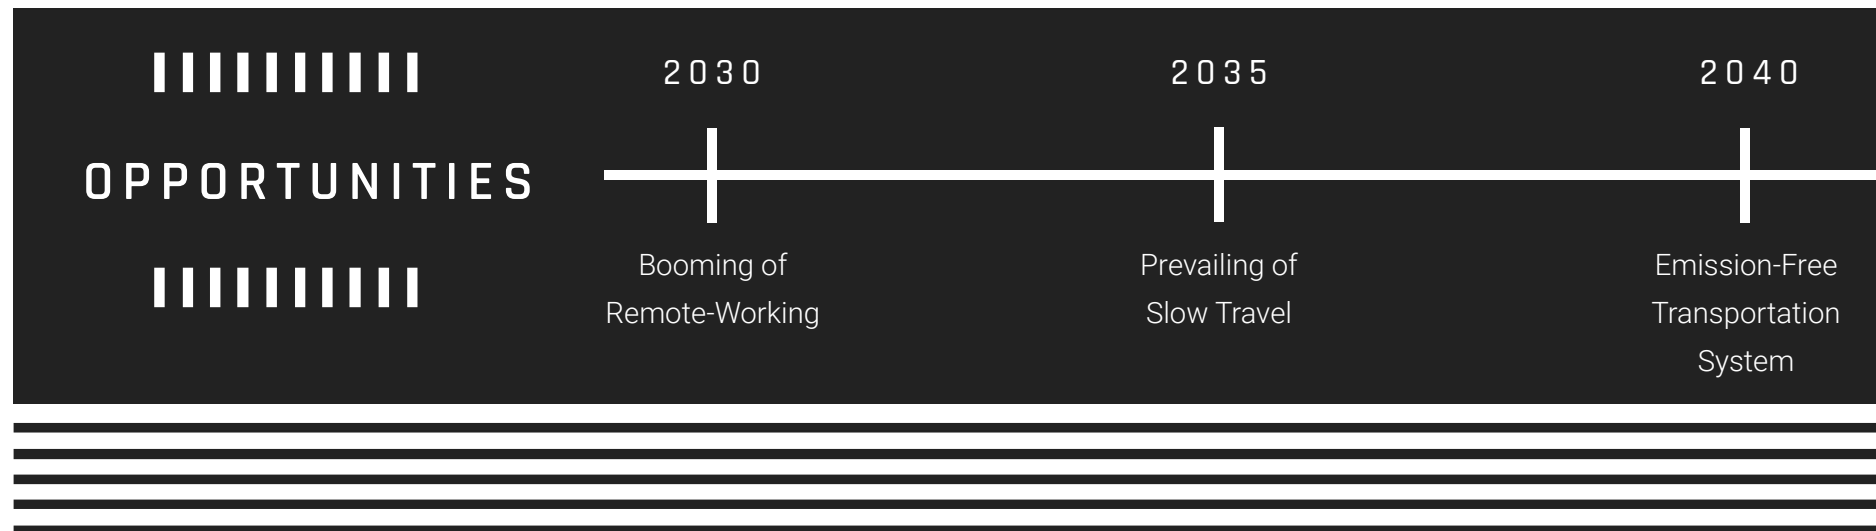 2030
2035
2040
OPPORTUNITIES
Booming of
Remote-Working
Prevailing of
Slow Travel
Emission-Free
Transportation
System